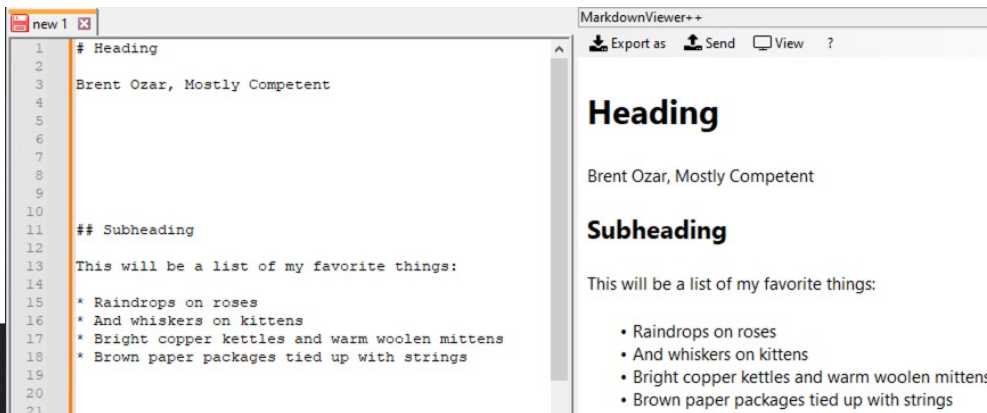 new 1
1 # Heading
2
3 Brent Ozar, Mostly Competent
4
5
6
7
8
9
10
11 ## Subheading
12
13 This will be a list of my favorite things:
14
15 * Raindrops on roses
16 * And whiskers on kittens
17 * Bright copper kettles and warm woolen mittens
18 * Brown paper packages tied up with strings
19
20
21
MarkdownViewer++
Export as Send View ?
Heading
Brent Ozar, Mostly Competent
Subheading
This will be a list of my favorite things:
• Raindrops on roses
• And whiskers on kittens
• Bright copper kettles and warm woolen mittens
• Brown paper packages tied up with strings